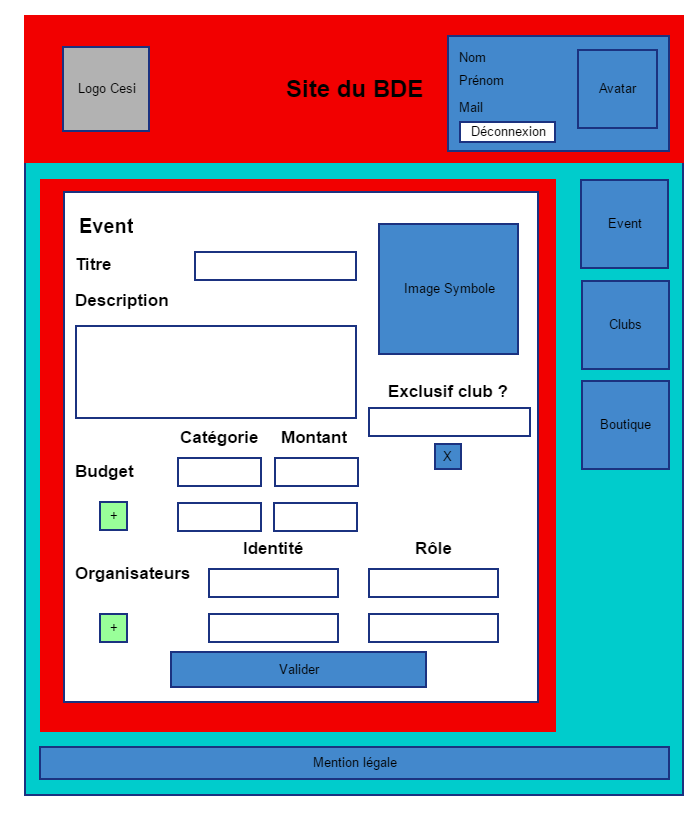 Logo Cesi
Site du BDE
Nom
Prénom
Mail
Déconnexion
Avatar
Event
Titre
Description
Image Symbole
Exclusif club ?
X
Catégorie Montant
Budget
+
Identité Rôle
Organisateurs
+
Valider
Event
Clubs
Boutique
Mention légale